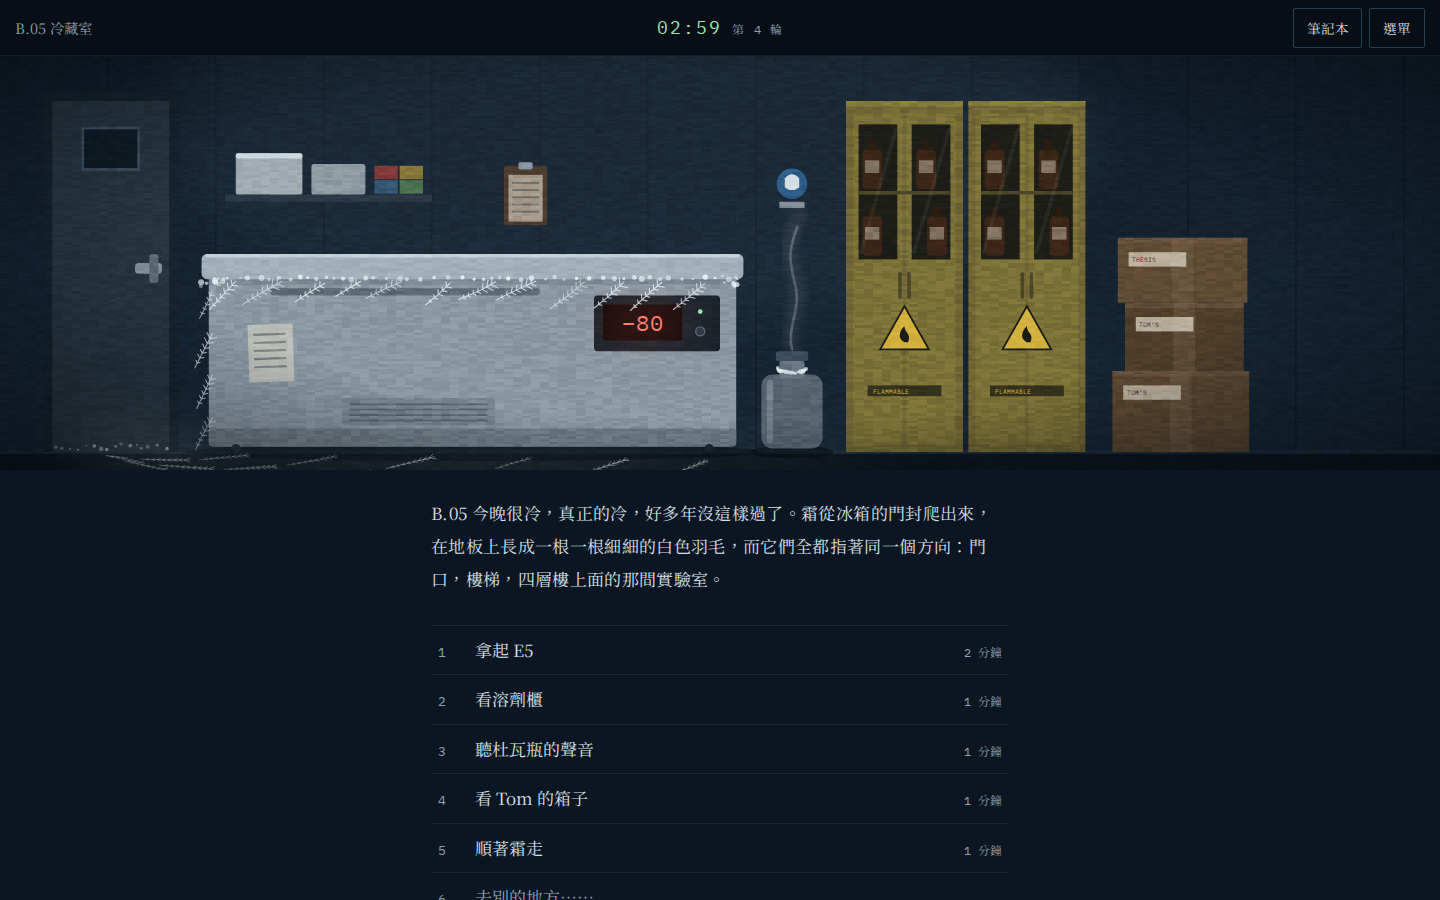 B.05 冷藏室
02:59 第 4 輪
筆記本
選單
-80
THESIS
TOM'S
TOM'S
FLAMMABLE
FLAMMABLE
B.05 今晚很冷，真正的冷，好多年沒這樣過了。霜從冰箱的門封爬出來，
在地板上長成一根一根細細的白色羽毛，而它們全都指著同一個方向：門
口，樓梯，四層樓上面的那間實驗室。
1 拿起 E5 2 分鐘
2 看溶劑櫃 1 分鐘
3 聽杜瓦瓶的聲音 1 分鐘
4 看 Tom 的箱子 1 分鐘
5 順著霜走 1 分鐘
6 去別的地方……